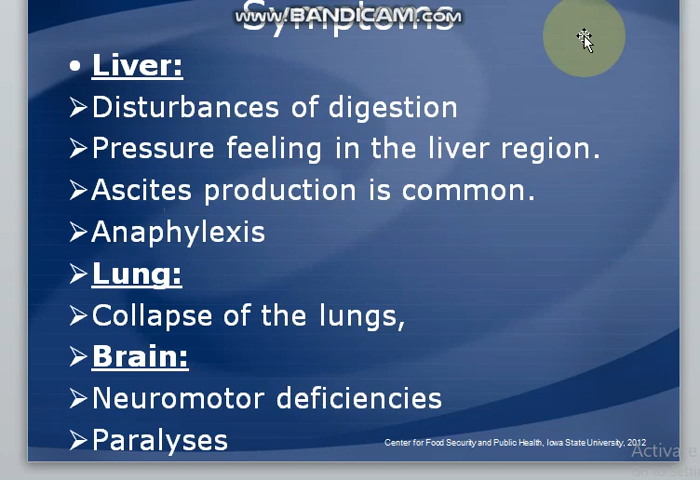 www.BANDICAM.com
Symptoms
• Liver:
➢Disturbances of digestion
➢Pressure feeling in the liver region.
➢Ascites production is common.
➢Anaphylexis
➢Lung:
➢Collapse of the lungs,
➢Brain:
➢Neuromotor deficiencies
➢Paralyses
Center for Food Security and Public Health, Iowa State University, 2012
Activate